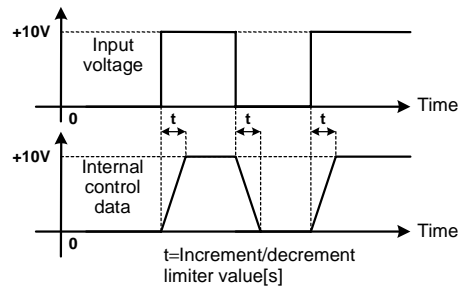 +10V
Input
voltage
0
Time
t
t
t
+10V
Internal
control
data
0
Time
t=Increment/decrement
limiter value[s]